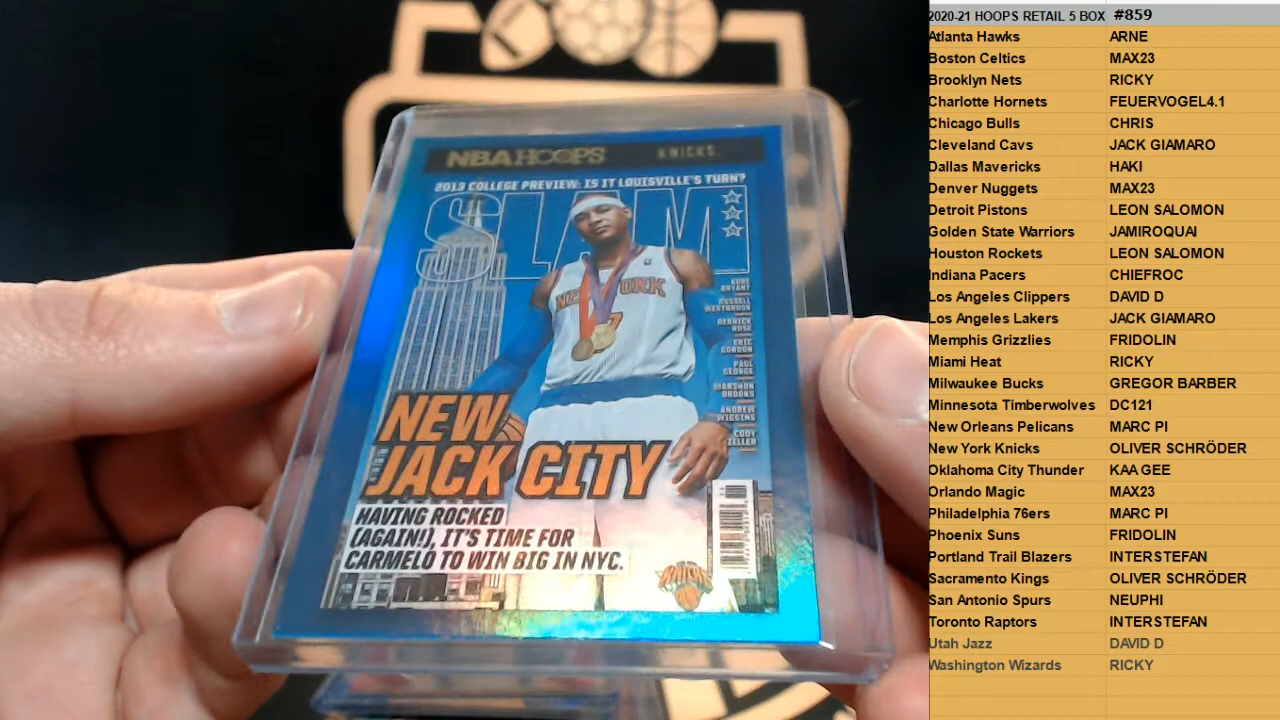 NBA HOOPS KNICKS
2013 COLLEGE PREVIEW: IS IT LOUISVILLE'S TURN?
SLAM
KOBE
BRYANT
RUSSELL
WESTBROOK
DERRICK
ROSE
ERIC
GORDON
PAUL
GEORGE
MARSHON
BROOKS
ANDREW
WIGGINS
CODY
ZELLER
NEW YORK
7
NEW
JACK CITY
HAVING ROCKED
(AGAIN!), IT'S TIME FOR
CARMELO TO WIN BIG IN NYC.
KNICKS
2020-21 HOOPS RETAIL 5 BOX #859
Atlanta Hawks ARNE
Boston Celtics MAX23
Brooklyn Nets RICKY
Charlotte Hornets FEUERVOGEL4.1
Chicago Bulls CHRIS
Cleveland Cavs JACK GIAMARO
Dallas Mavericks HAKI
Denver Nuggets MAX23
Detroit Pistons LEON SALOMON
Golden State Warriors JAMIROQUAI
Houston Rockets LEON SALOMON
Indiana Pacers CHIEFROC
Los Angeles Clippers DAVID D
Los Angeles Lakers JACK GIAMARO
Memphis Grizzlies FRIDOLIN
Miami Heat RICKY
Milwaukee Bucks GREGOR BARBER
Minnesota Timberwolves DC121
New Orleans Pelicans MARC PI
New York Knicks OLIVER SCHRÖDER
Oklahoma City Thunder KAA GEE
Orlando Magic MAX23
Philadelphia 76ers MARC PI
Phoenix Suns FRIDOLIN
Portland Trail Blazers INTERSTEFAN
Sacramento Kings OLIVER SCHRÖDER
San Antonio Spurs NEUPHI
Toronto Raptors INTERSTEFAN
Utah Jazz DAVID D
Washington Wizards RICKY